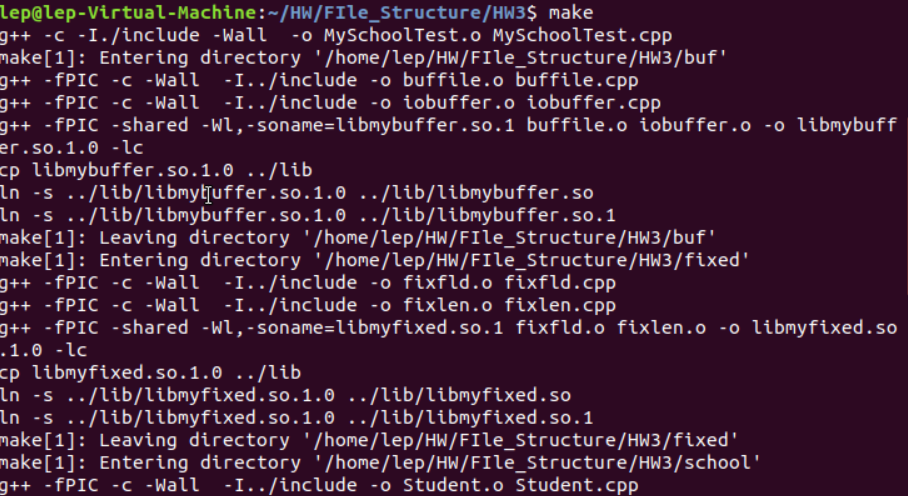 lep@lep-Virtual-Machine:~/HW/FIle_Structure/HW3$ make
g++ -c -I./include -Wall  -o MySchoolTest.o MySchoolTest.cpp
make[1]: Entering directory '/home/lep/HW/FIle_Structure/HW3/buf'
g++ -fPIC -c -Wall  -I../include -o buffile.o buffile.cpp
g++ -fPIC -c -Wall  -I../include -o iobuffer.o iobuffer.cpp
g++ -fPIC -shared -Wl,-soname=libmybuffer.so.1 buffile.o iobuffer.o -o libmybuff
er.so.1.0 -lc
cp libmybuffer.so.1.0 ../lib
ln -s ../lib/libmybuffer.so.1.0 ../lib/libmybuffer.so
ln -s ../lib/libmybuffer.so.1.0 ../lib/libmybuffer.so.1
make[1]: Leaving directory '/home/lep/HW/FIle_Structure/HW3/buf'
make[1]: Entering directory '/home/lep/HW/FIle_Structure/HW3/fixed'
g++ -fPIC -c -Wall  -I../include -o fixfld.o fixfld.cpp
g++ -fPIC -c -Wall  -I../include -o fixlen.o fixlen.cpp
g++ -fPIC -shared -Wl,-soname=libmyfixed.so.1 fixfld.o fixlen.o -o libmyfixed.so
.1.0 -lc
cp libmyfixed.so.1.0 ../lib
ln -s ../lib/libmyfixed.so.1.0 ../lib/libmyfixed.so
ln -s ../lib/libmyfixed.so.1.0 ../lib/libmyfixed.so.1
make[1]: Leaving directory '/home/lep/HW/FIle_Structure/HW3/fixed'
make[1]: Entering directory '/home/lep/HW/FIle_Structure/HW3/school'
g++ -fPIC -c -Wall  -I../include -o Student.o Student.cpp